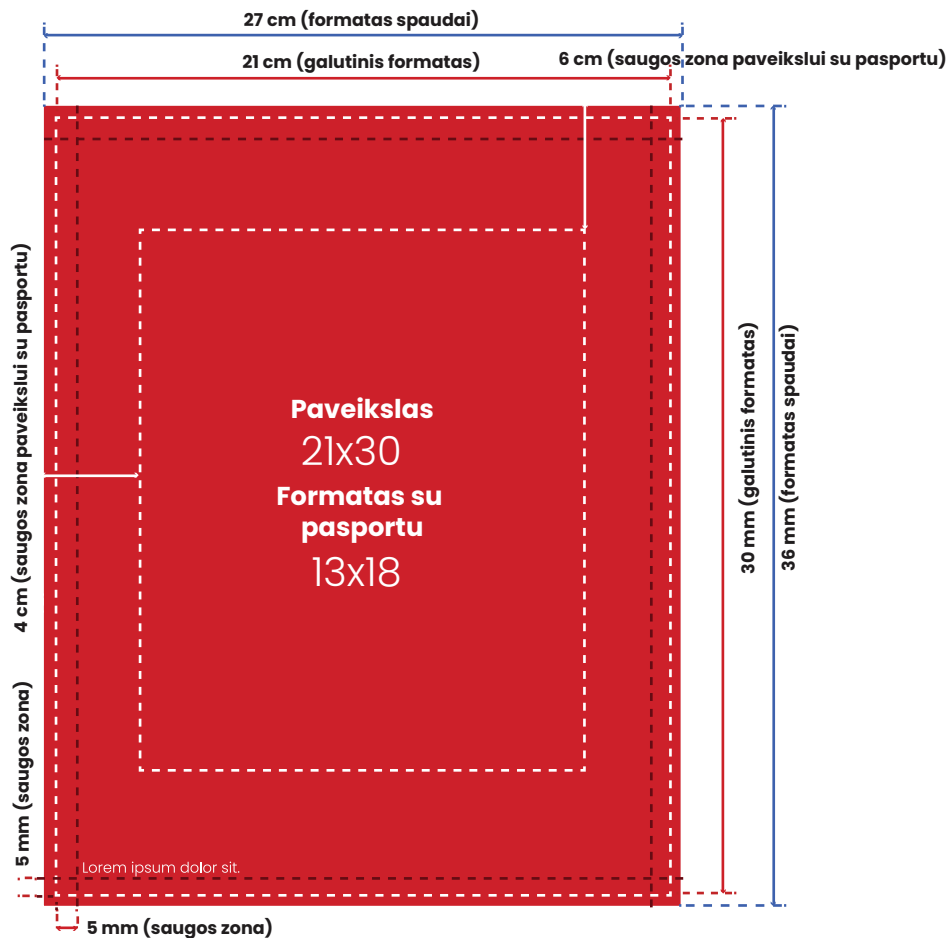 27 cm (formatas spaudai)
21 cm (galutinis formatas)
6 cm (saugos zona paveikslui su pasportu)
4 cm (saugos zona paveikslui su pasportu)
Paveikslas
21x30
Formatas su
pasportu
13x18
30 mm (galutinis formatas)
36 mm (formatas spaudai)
5 mm (saugos zona)
Lorem ipsum dolor sit.
5 mm (saugos zona)